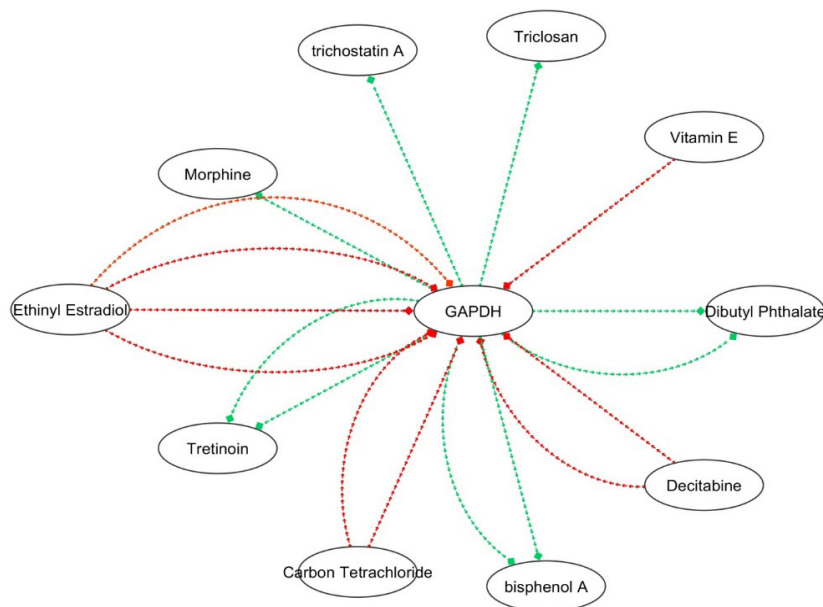 Triclosan
trichostatin A
Vitamin E
Morphine
Ethinyl Estradiol
GAPDH
Dibutyl Phthalate
Tretinoin
Decitabine
Carbon Tetrachloride
bisphenol A